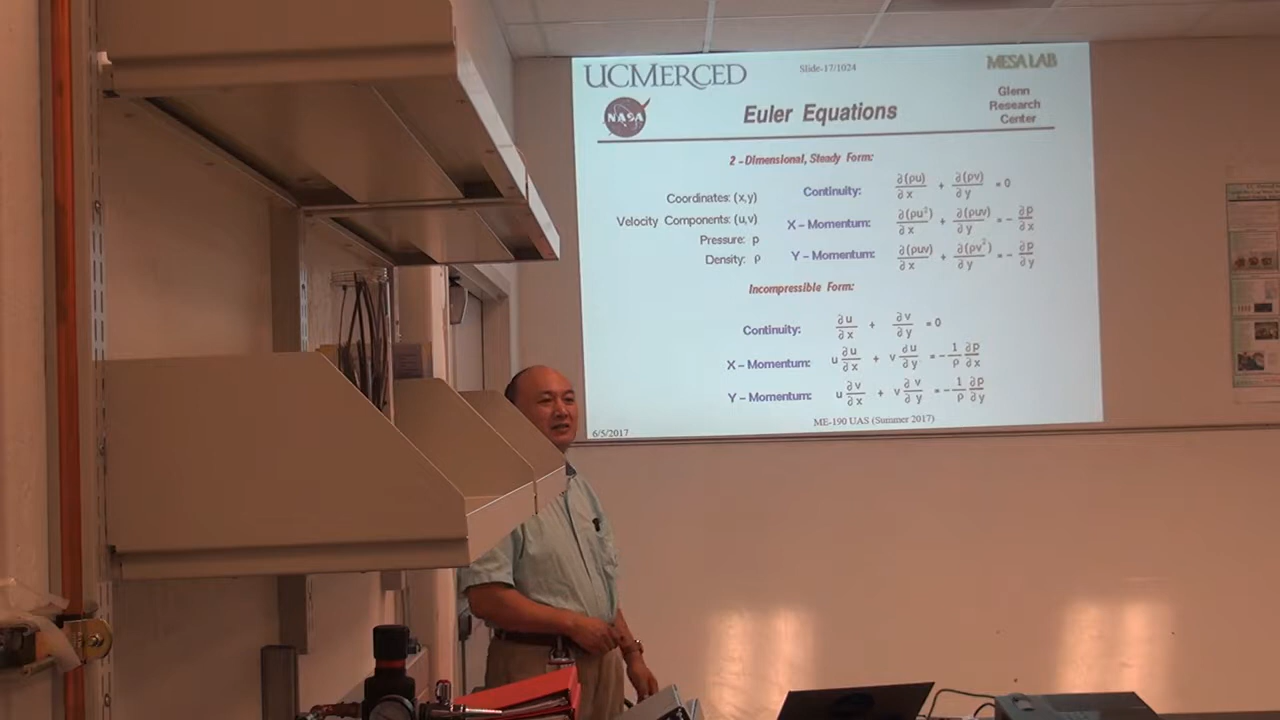 UCMERCED
Slide-17/1024
MESA LAB
NASA
Euler Equations
Glenn
Research
Center
2 - Dimensional, Steady Form:
Coordinates: (x,y)
Velocity Components: (u,v)
Pressure: p
Density: ρ
Continuity: ∂(ρu)/∂x + ∂(ρv)/∂y = 0
X - Momentum: ∂(ρu²)/∂x + ∂(ρuv)/∂y = - ∂p/∂x
Y - Momentum: ∂(ρuv)/∂x + ∂(ρv²)/∂y = - ∂p/∂y
Incompressible Form:
Continuity: ∂u/∂x + ∂v/∂y = 0
X - Momentum: u ∂u/∂x + v ∂u/∂y = - 1/ρ ∂p/∂x
Y - Momentum: u ∂v/∂x + v ∂v/∂y = - 1/ρ ∂p/∂y
6/5/2017
ME-190 UAS (Summer 2017)